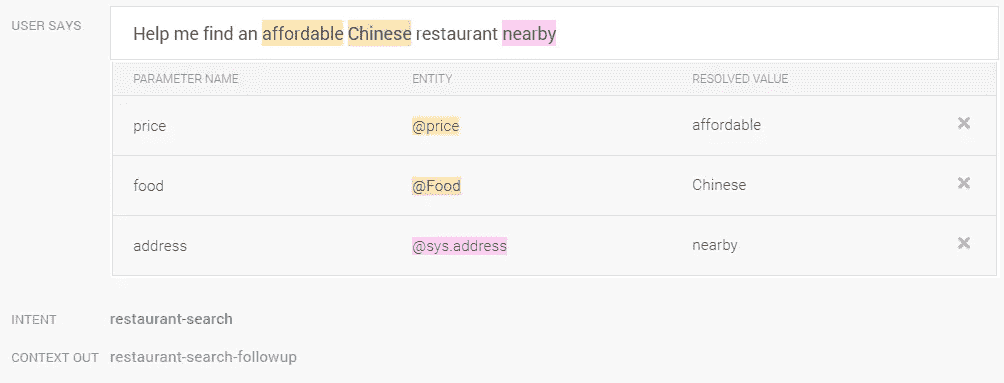 USER SAYS
Help me find an affordable Chinese restaurant nearby
PARAMETER NAME ENTITY RESOLVED VALUE
price @price affordable
food @Food Chinese
address @sys.address nearby
INTENT restaurant-search
CONTEXT OUT restaurant-search-followup